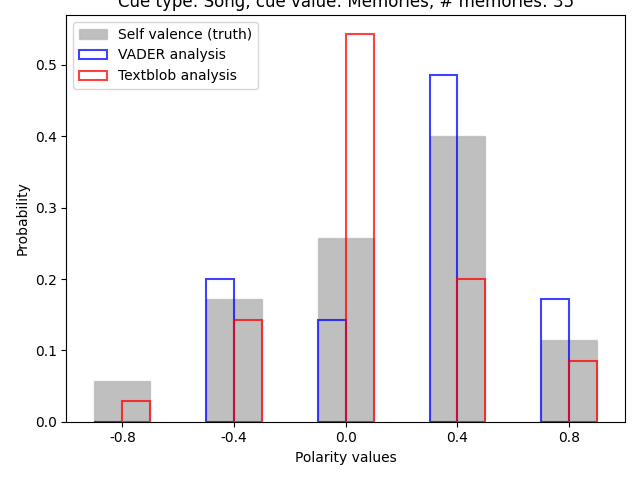 Cue type: Song, cue value: Memories, # memories: 35
Self valence (truth)
VADER analysis
Textblob analysis
0.5
0.4
0.3
0.2
0.1
0.0
Probability
-0.8 -0.4 0.0 0.4 0.8
Polarity values